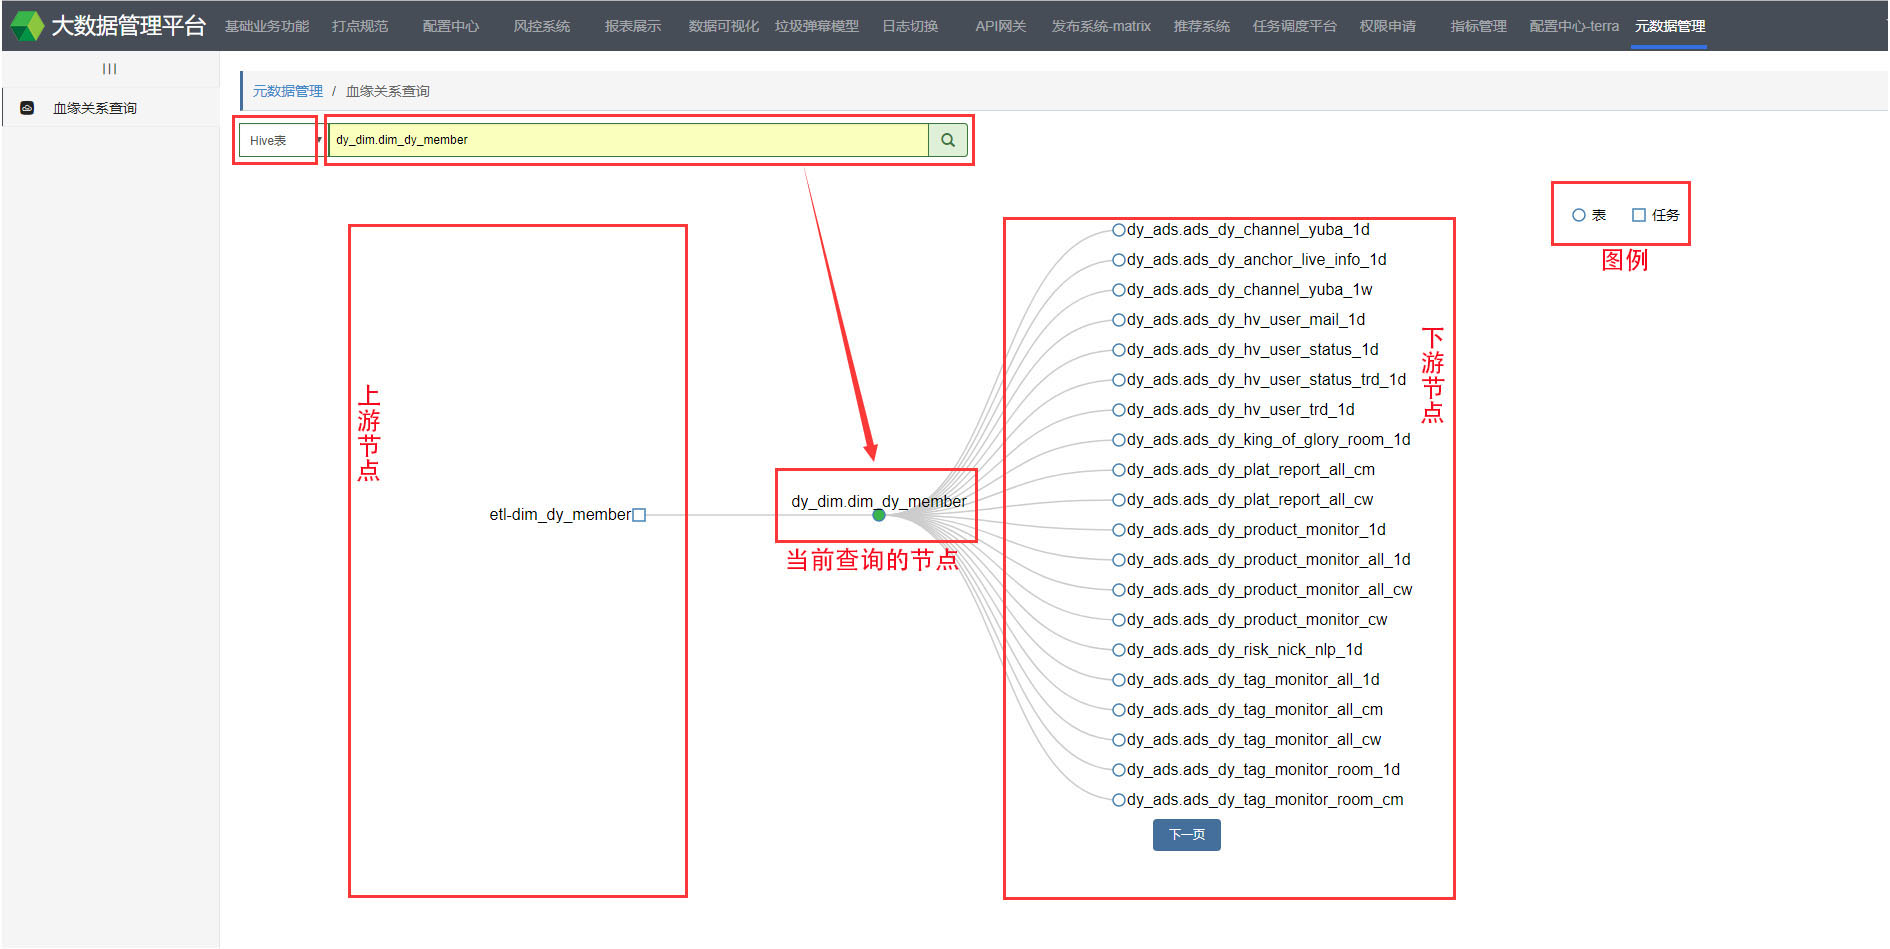 大数据管理平台 基础业务功能 打点规范 配置中心 风控系统 报表展示 数据可视化 垃圾弹幕模型 日志切换 API网关 发布系统-matrix 推荐系统 任务调度平台 权限申请 指标管理 配置中心-terra 元数据管理
血缘关系查询
元数据管理 / 血缘关系查询
Hive表 dy_dim.dim_dy_member
表 任务
图例
上游节点
etl-dim_dy_member
dy_dim.dim_dy_member
当前查询的节点
dy_ads.ads_dy_channel_yuba_1d
dy_ads.ads_dy_anchor_live_info_1d
dy_ads.ads_dy_channel_yuba_1w
dy_ads.ads_dy_hv_user_mail_1d
dy_ads.ads_dy_hv_user_status_1d
dy_ads.ads_dy_hv_user_status_trd_1d
dy_ads.ads_dy_hv_user_trd_1d
dy_ads.ads_dy_king_of_glory_room_1d
dy_ads.ads_dy_plat_report_all_cm
dy_ads.ads_dy_plat_report_all_cw
dy_ads.ads_dy_product_monitor_1d
dy_ads.ads_dy_product_monitor_all_1d
dy_ads.ads_dy_product_monitor_all_cw
dy_ads.ads_dy_product_monitor_cw
dy_ads.ads_dy_risk_nick_nlp_1d
dy_ads.ads_dy_tag_monitor_all_1d
dy_ads.ads_dy_tag_monitor_all_cm
dy_ads.ads_dy_tag_monitor_all_cw
dy_ads.ads_dy_tag_monitor_room_1d
dy_ads.ads_dy_tag_monitor_room_cm
下游节点
下一页